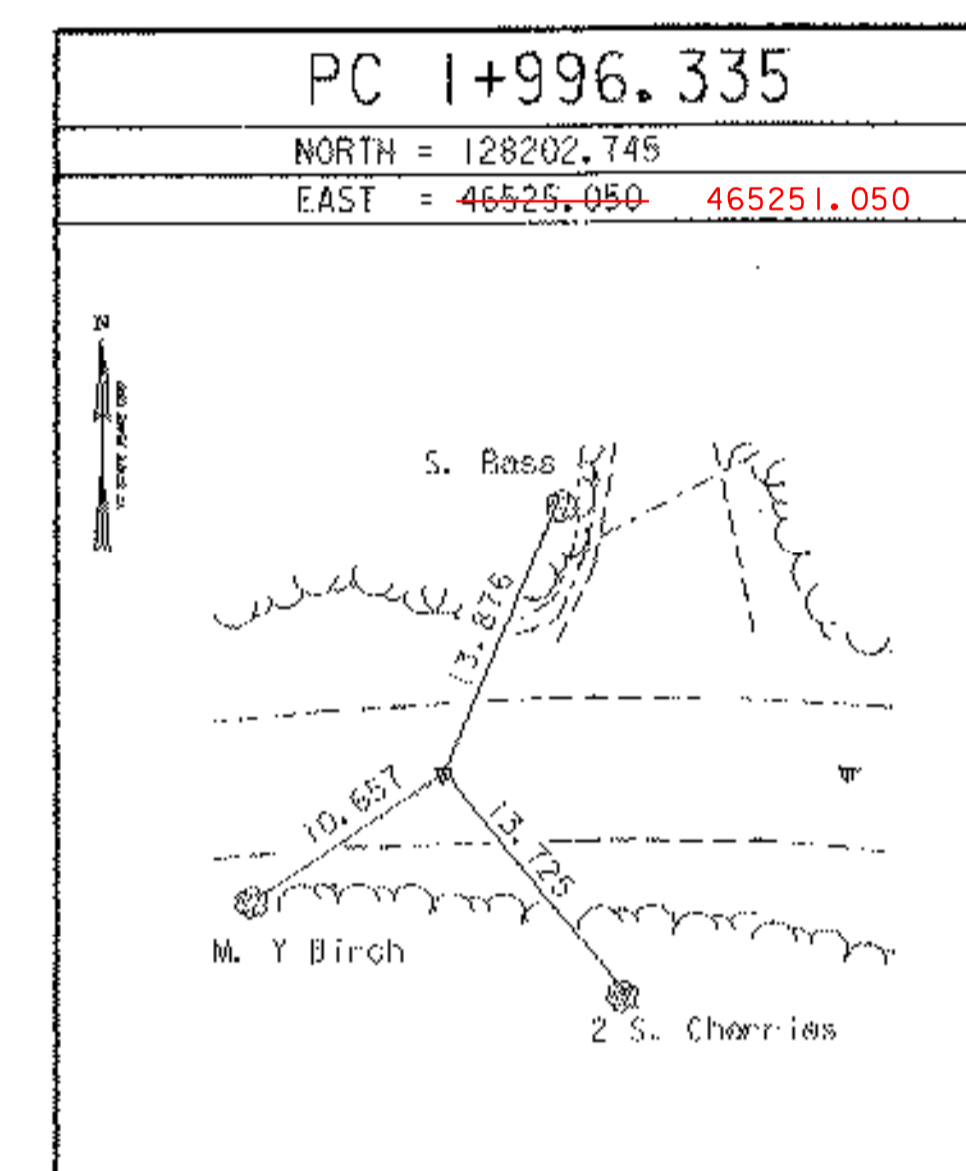 PC 1+996.335
NORTH = 128202.745
EAST = 46525.050 465251.050
N
S. Bass
13.876
10.657
13.725
M. Y Birch
2 S. Cherries